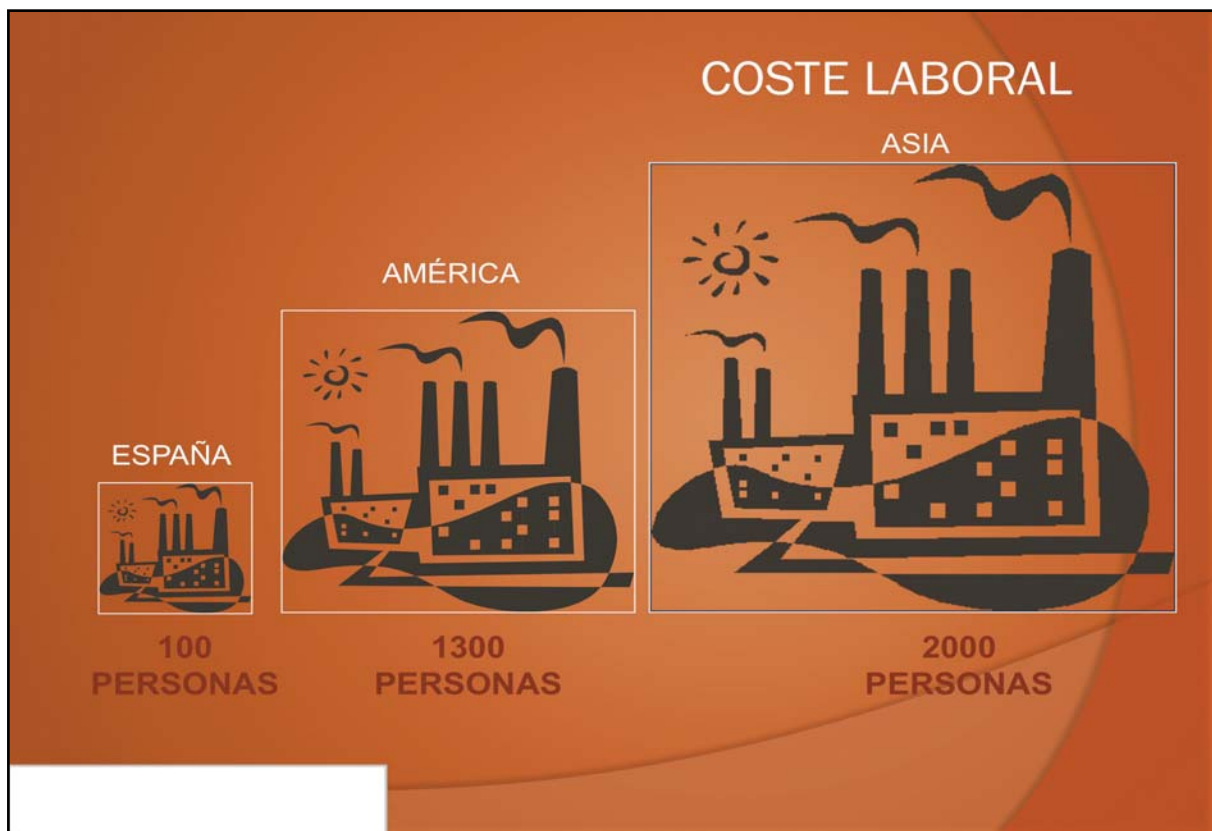 COSTE LABORAL
ASIA
AMÉRICA
ESPAÑA
100
PERSONAS
1300
PERSONAS
2000
PERSONAS